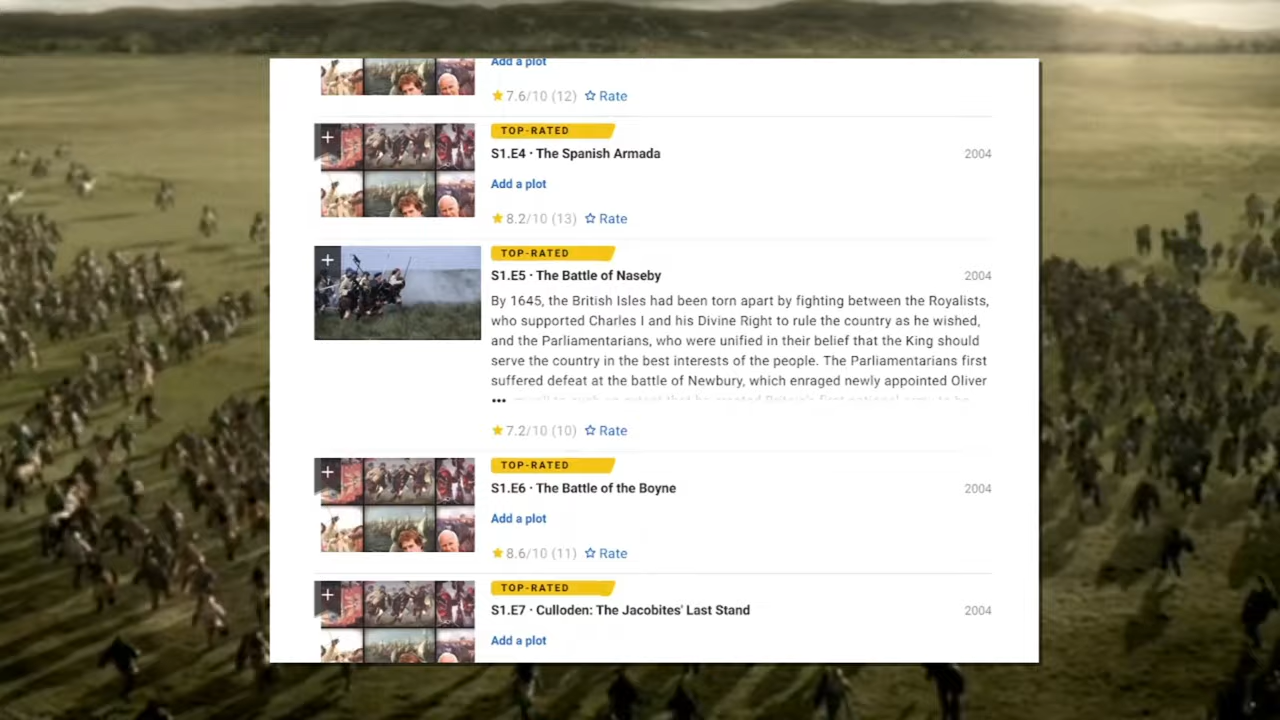 Add a plot
7.6/10 (12) Rate
TOP-RATED
S1.E4 · The Spanish Armada 2004
Add a plot
8.2/10 (13) Rate
TOP-RATED
S1.E5 · The Battle of Naseby 2004
By 1645, the British Isles had been torn apart by fighting between the Royalists,
who supported Charles I and his Divine Right to rule the country as he wished,
and the Parliamentarians, who were unified in their belief that the King should
serve the country in the best interests of the people. The Parliamentarians first
suffered defeat at the battle of Newbury, which enraged newly appointed Oliver
...
7.2/10 (10) Rate
TOP-RATED
S1.E6 · The Battle of the Boyne 2004
Add a plot
8.6/10 (11) Rate
TOP-RATED
S1.E7 · Culloden: The Jacobites' Last Stand 2004
Add a plot